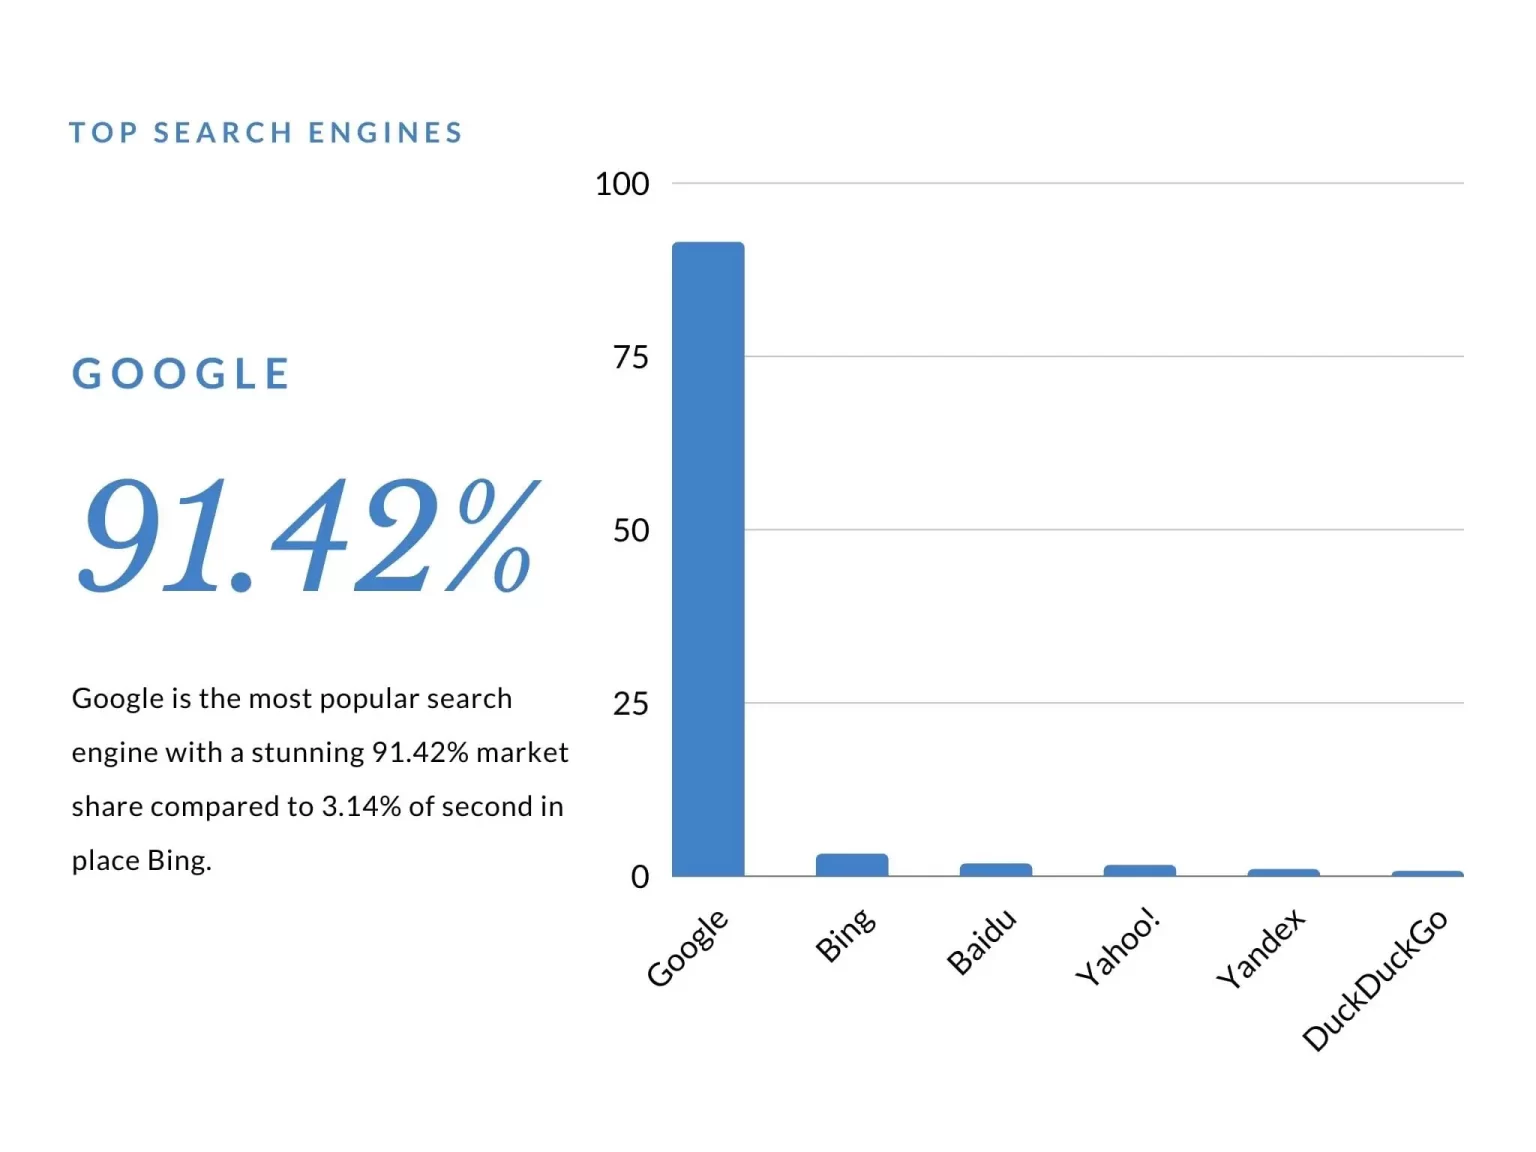 TOP SEARCH ENGINES
GOOGLE
91.42%
Google is the most popular search
engine with a stunning 91.42% market
share compared to 3.14% of second in
place Bing.
100
75
50
25
0
Google
Bing
Baidu
Yahoo!
Yandex
DuckDuckGo